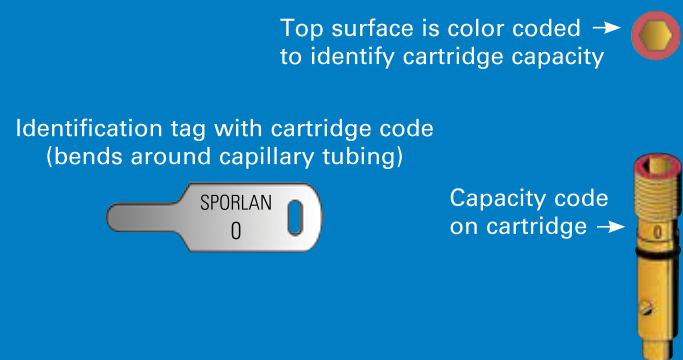 Top surface is color coded →
to identify cartridge capacity
Identification tag with cartridge code
(bends around capillary tubing)
SPORLAN
0
Capacity code
on cartridge →
0